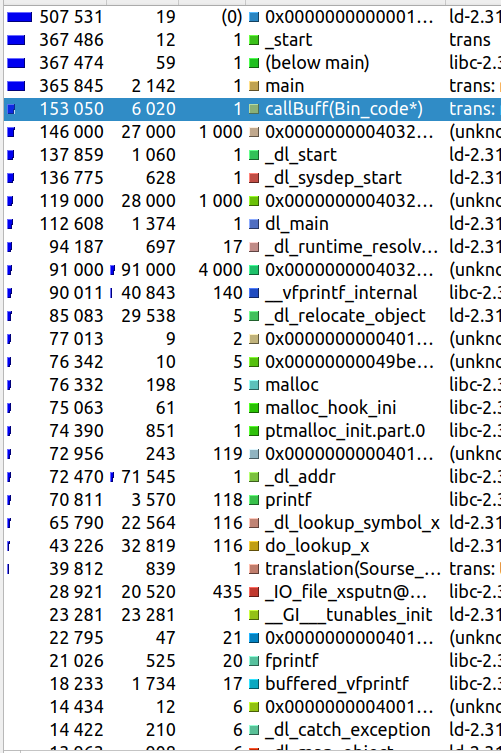 507 531 19 (0) 0x0000000000001... ld-2.31
367 486 12 1 _start trans
367 474 59 1 (below main) libc-2.3
365 845 2 142 1 main trans:
153 050 6 020 1 callBuff(Bin_code*) trans:
146 000 27 000 1 000 0x0000000004032... (unkno
137 859 1 060 1 _dl_start ld-2.31
136 775 628 1 _dl_sysdep_start ld-2.31
119 000 28 000 1 000 0x0000000004032... (unkno
112 608 1 374 1 dl_main ld-2.31
94 187 697 17 _dl_runtime_resolv... ld-2.31
91 000 91 000 4 000 0x0000000004032... (unkno
90 011 40 843 140 __vfprintf_internal libc-2.3
85 083 29 538 5 _dl_relocate_object ld-2.31
77 013 9 2 0x0000000000401... (unkno
76 342 10 5 0x00000000049be... (unkno
76 332 198 5 malloc libc-2.3
75 063 61 1 malloc_hook_ini libc-2.3
74 390 851 1 ptmalloc_init.part.0 libc-2.3
72 956 243 119 0x0000000000401... (unkno
72 470 71 545 1 _dl_addr libc-2.3
70 811 3 570 118 printf libc-2.3
65 790 22 564 116 _dl_lookup_symbol_x ld-2.31
43 226 32 819 116 do_lookup_x ld-2.31
39 812 839 1 translation(Sourse_... trans:
28 921 20 520 435 _IO_file_xsputn@... libc-2.3
23 281 23 281 1 __GI___tunables_init ld-2.31
22 795 47 21 0x0000000000401... (unkno
21 026 525 20 fprintf libc-2.3
18 233 1 734 17 buffered_vfprintf libc-2.3
14 434 12 6 0x0000000004001... (unkno
14 422 210 6 _dl_catch_exception ld-2.31